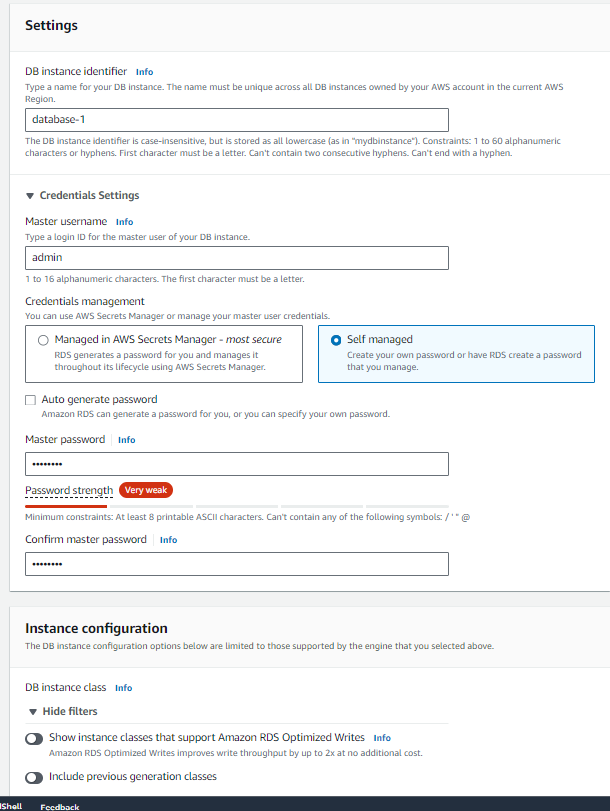 Settings
DB instance identifier Info
Type a name for your DB instance. The name must be unique across all DB instances owned by your AWS account in the current AWS
Region.
database-1
The DB instance identifier is case-insensitive, but is stored as all lowercase (as in "mydbinstance"). Constraints: 1 to 60 alphanumeric
characters or hyphens. First character must be a letter. Can't contain two consecutive hyphens. Can't end with a hyphen.
Credentials Settings
Master username Info
Type a login ID for the master user of your DB instance.
admin
1 to 16 alphanumeric characters. The first character must be a letter.
Credentials management
You can use AWS Secrets Manager or manage your master user credentials.
Managed in AWS Secrets Manager - most secure
RDS generates a password for you and manages it
throughout its lifecycle using AWS Secrets Manager.
Self managed
Create your own password or have RDS create a password
that you manage.
Auto generate password
Amazon RDS can generate a password for you, or you can specify your own password.
Master password Info
••••••••
Password strength Very weak
Minimum constraints: At least 8 printable ASCII characters. Can't contain any of the following symbols: / ' " @
Confirm master password Info
••••••••
Instance configuration
The DB instance configuration options below are limited to those supported by the engine that you selected above.
DB instance class Info
Hide filters
Show instance classes that support Amazon RDS Optimized Writes Info
Amazon RDS Optimized Writes improves write throughput by up to 2x at no additional cost.
Include previous generation classes
dShell Feedback